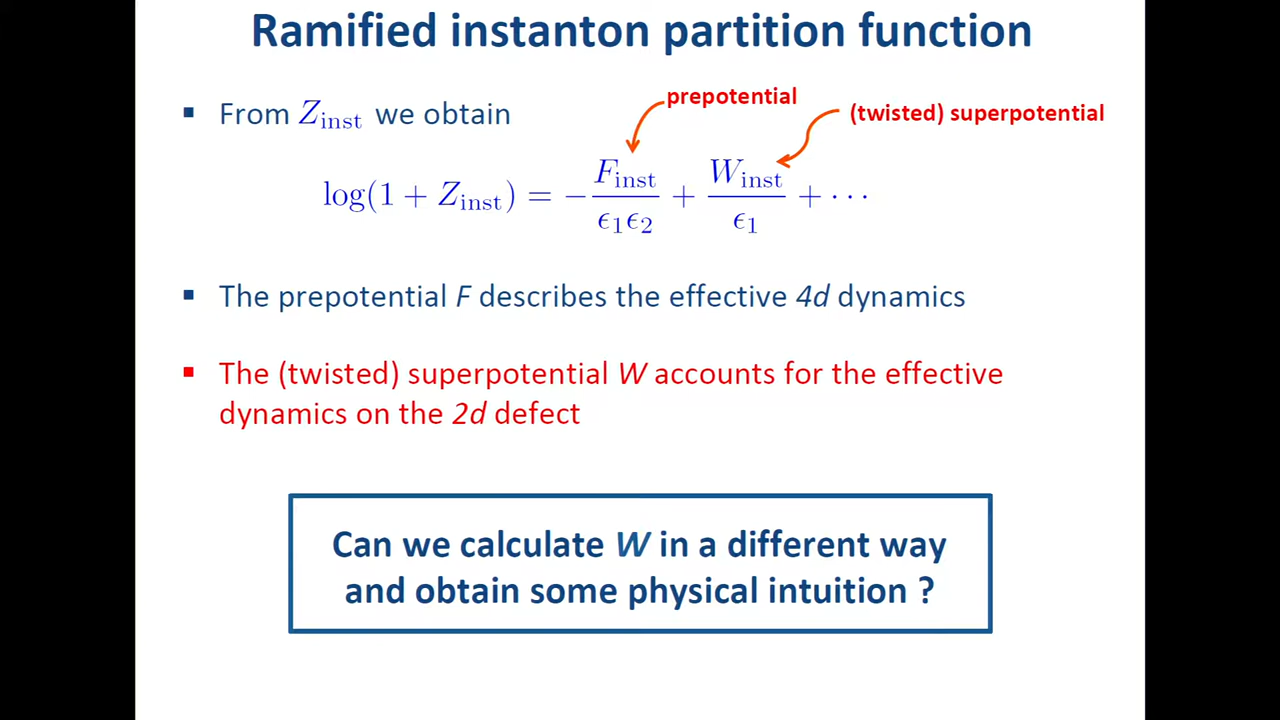 Ramified instanton partition function
prepotential
▪ From Z_inst we obtain
(twisted) superpotential
log(1 + Z_inst) = − F_inst/ϵ₁ϵ₂ + W_inst/ϵ₁ + ⋯
▪ The prepotential F describes the effective 4d dynamics
▪ The (twisted) superpotential W accounts for the effective
dynamics on the 2d defect
Can we calculate W in a different way
and obtain some physical intuition ?